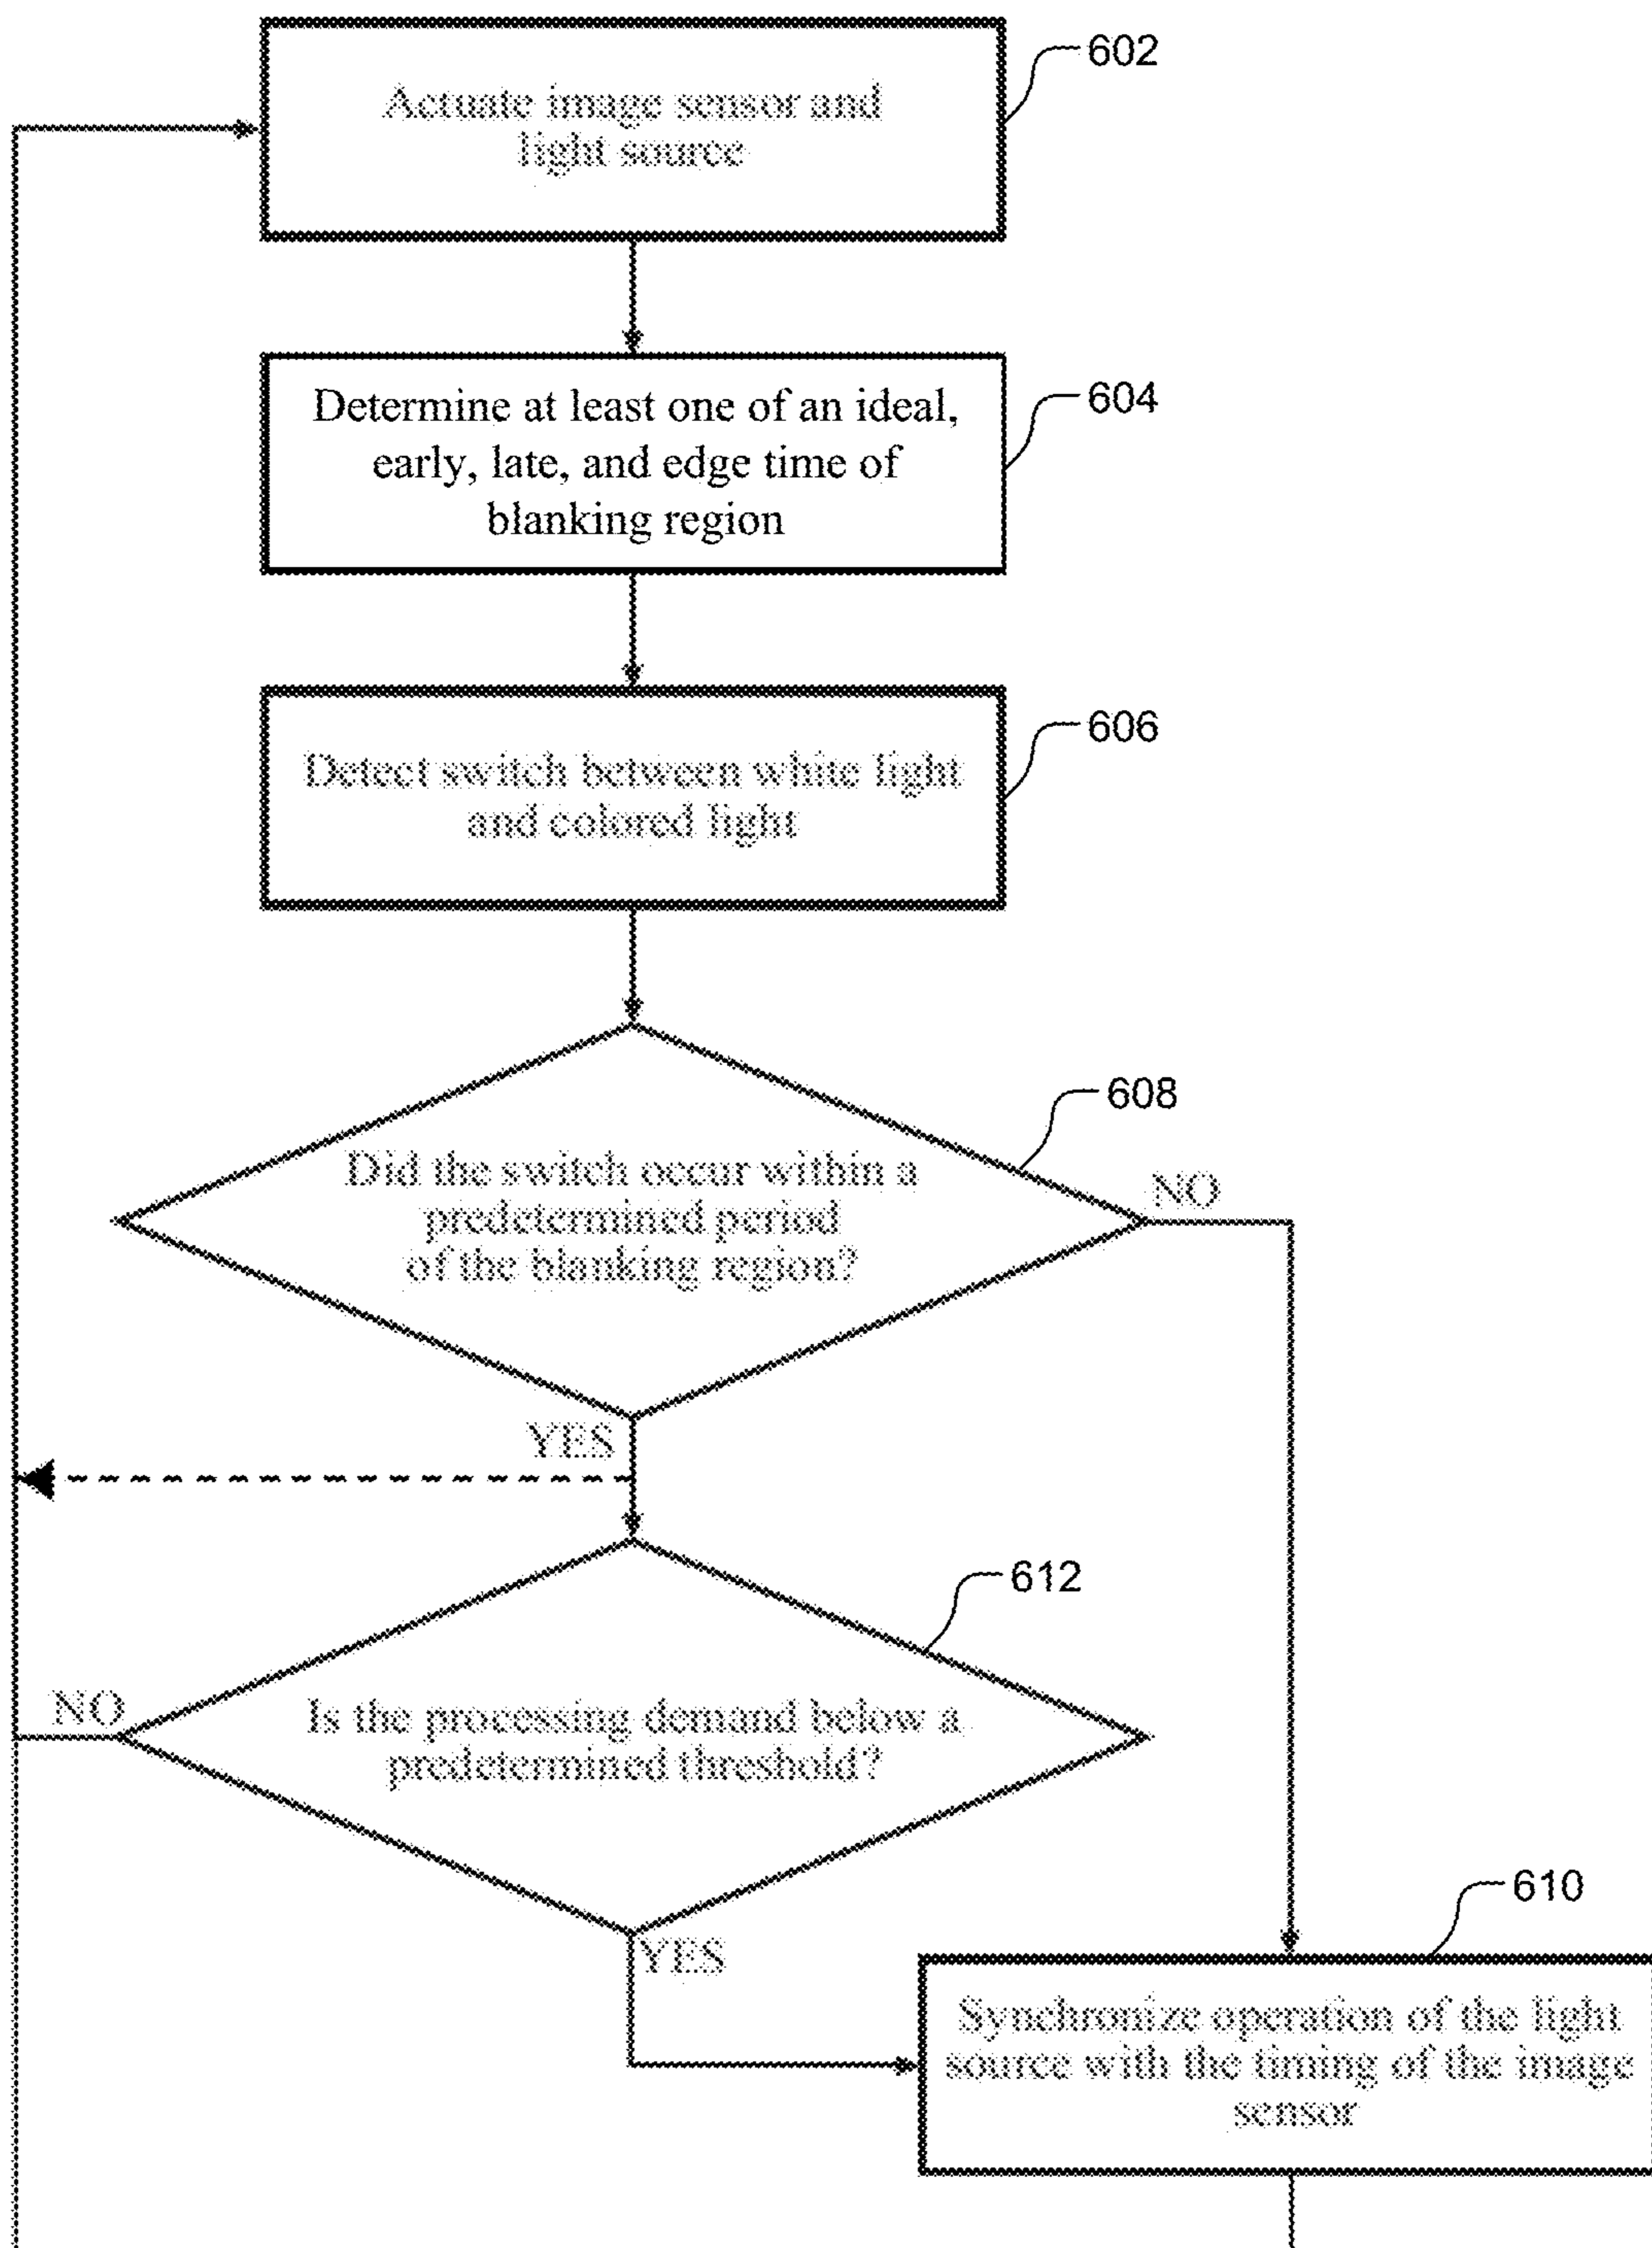 602
Actuate image sensor and
light source
604
Determine at least one of an ideal,
early, late, and edge time of
blanking region
606
Detect switch between white light
and colored light
608
Did the switch occur within a
predetermined period
of the blanking region?
NO
YES
612
Is the processing demand below a
predetermined threshold?
NO
YES
610
Synchronize operation of the light
source with the timing of the image
sensor